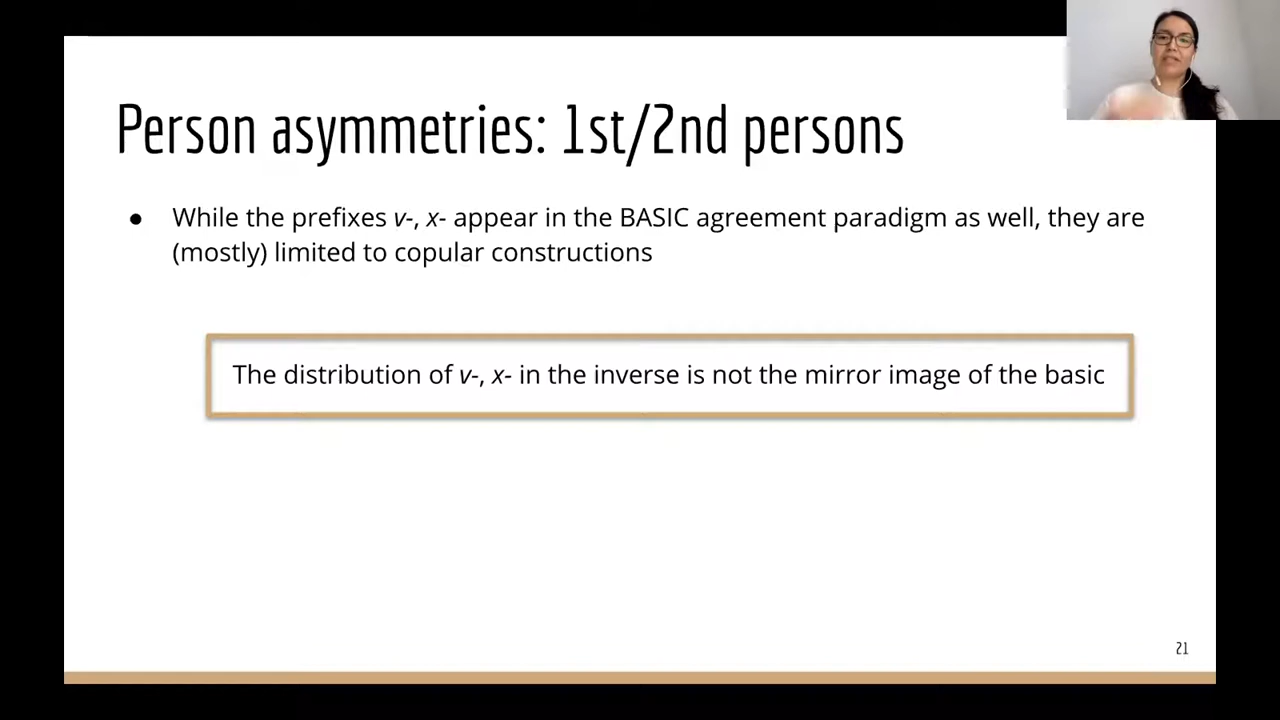 Person asymmetries: 1st/2nd persons
● While the prefixes v-, x- appear in the BASIC agreement paradigm as well, they are
(mostly) limited to copular constructions
The distribution of v-, x- in the inverse is not the mirror image of the basic
21